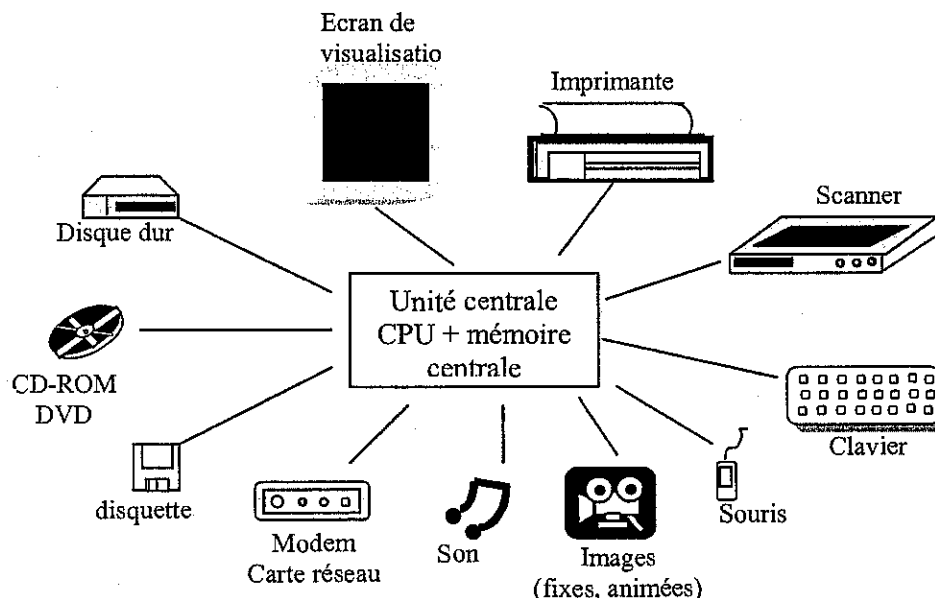 Ecran de
visualisatio
Imprimante
Scanner
Disque dur
Unité centrale
CPU + mémoire
centrale
CD-ROM
DVD
Clavier
disquette
Souris
Modem
Carte réseau
Son
Images
(fixes, animées)